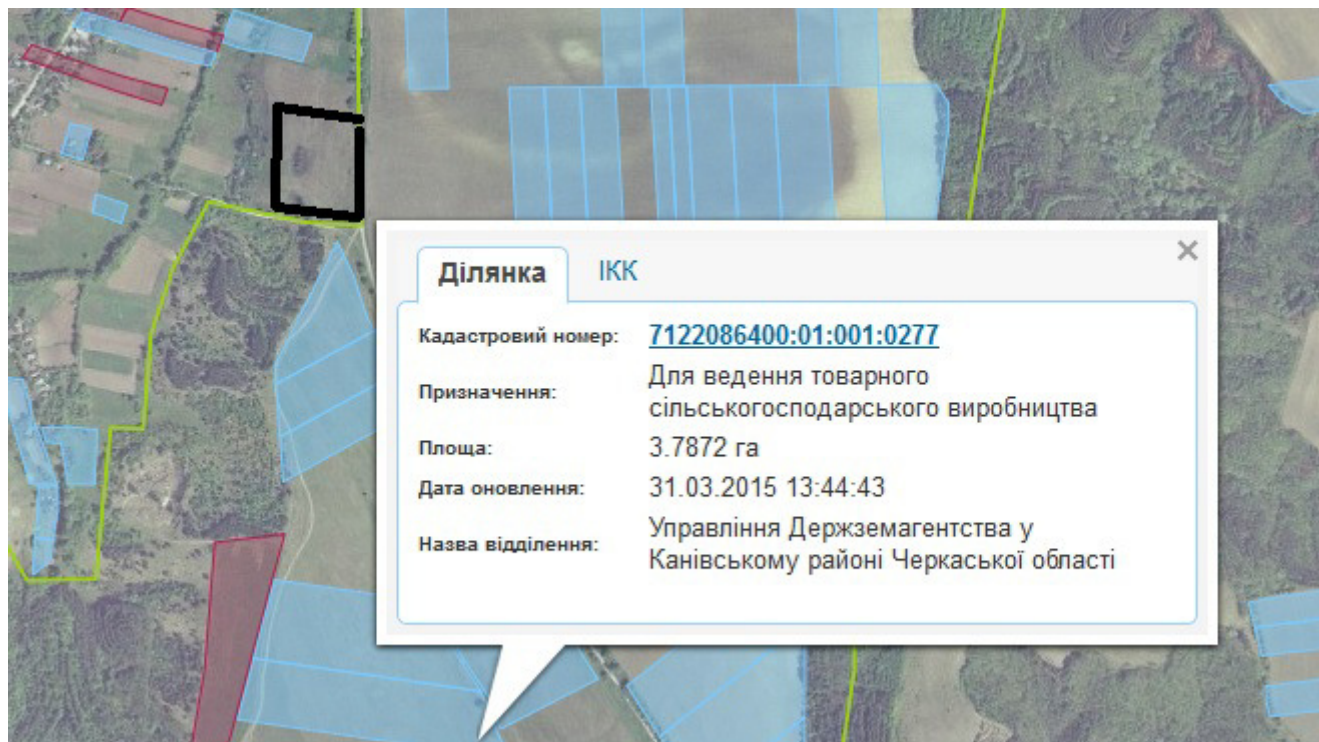 Ділянка ІКК
Кадастровий номер: 7122086400:01:001:0277
Призначення: Для ведення товарного
сільськогосподарського виробництва
Площа: 3.7872 га
Дата оновлення: 31.03.2015 13:44:43
Назва відділення: Управління Держземагентства у
Канівському районі Черкаської області